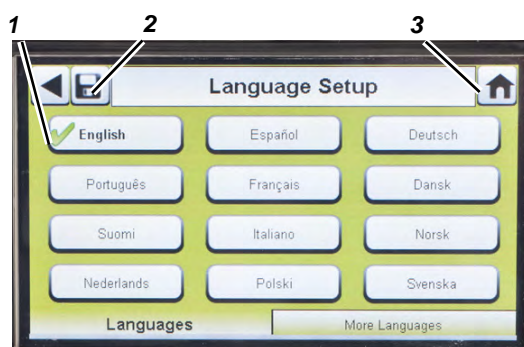 1 2 3
Language Setup
English Español Deutsch
Português Français Dansk
Suomi Italiano Norsk
Nederlands Polski Svenska
Languages More Languages